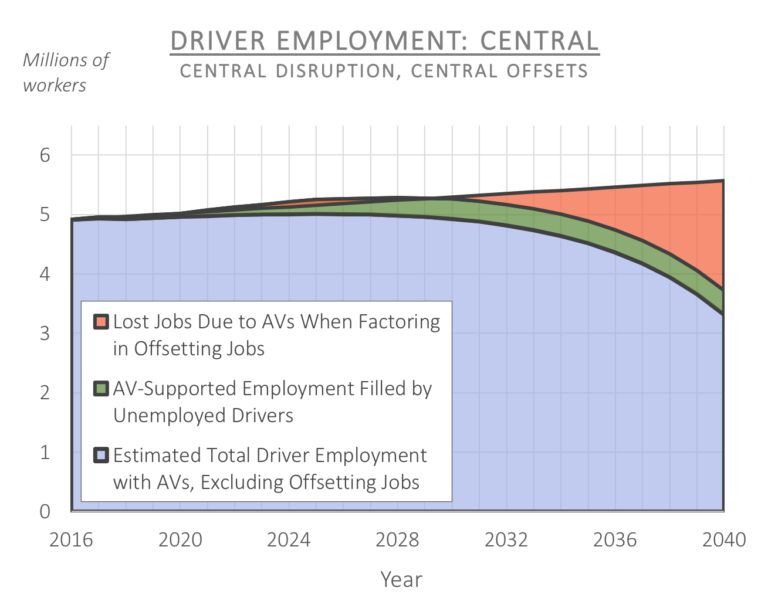 DRIVER EMPLOYMENT: CENTRAL
CENTRAL DISRUPTION, CENTRAL OFFSETS
Millions of
workers
6
5
4
3
2
1
0
Lost Jobs Due to AVs When Factoring
in Offsetting Jobs
AV-Supported Employment Filled by
Unemployed Drivers
Estimated Total Driver Employment
with AVs, Excluding Offsetting Jobs
2016 2020 2024 2028 2032 2036 2040
Year